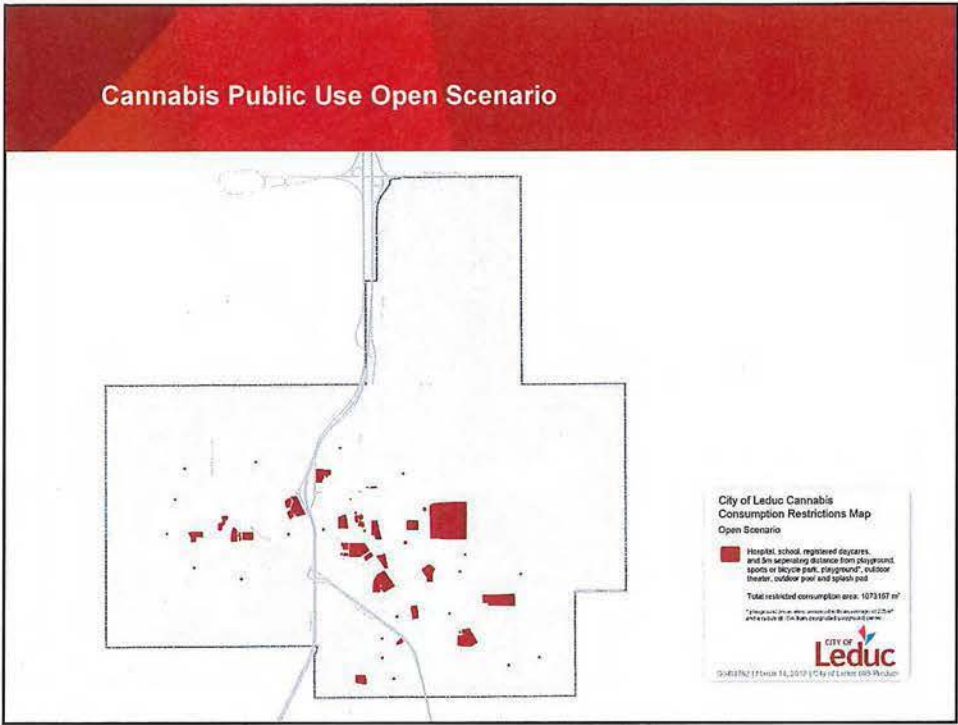 Cannabis Public Use Open Scenario
City of Leduc Cannabis
Consumption Restrictions Map
Open Scenario
Hospital, school, registered daycares,
and 5m seperating distance from playground,
sports or bicycle park, playground*, outdoor
theater, outdoor pool and splash pad
Total restricted consumption area: 1073157 m²
CITY OF
Leduc